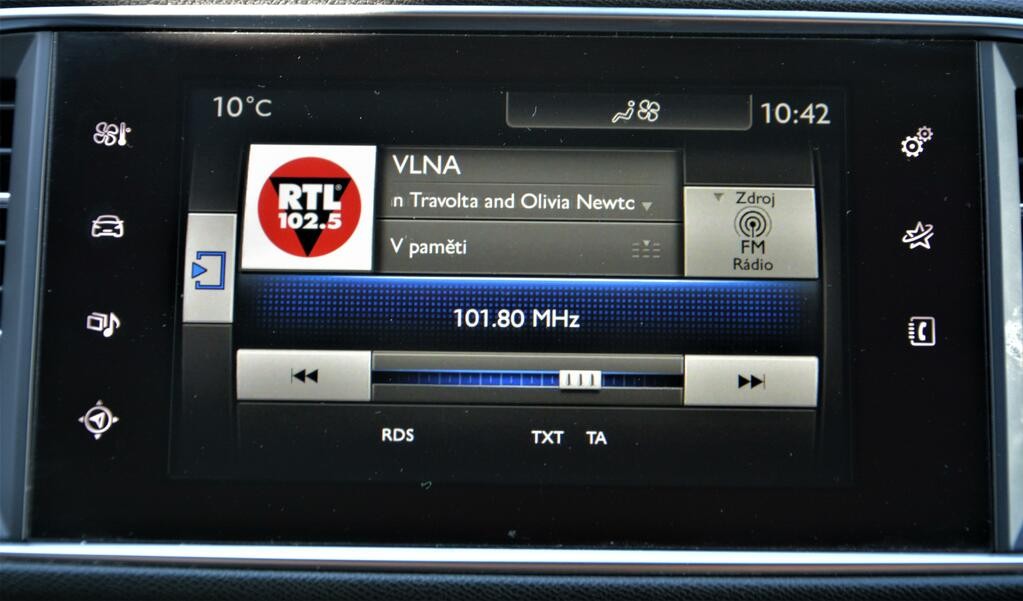 10°C
10:42
RTL®
102.5
VLNA
n Travolta and Olivia Newtc
V paměti
Zdroj
FM
Rádio
101.80 MHz
RDS TXT TA